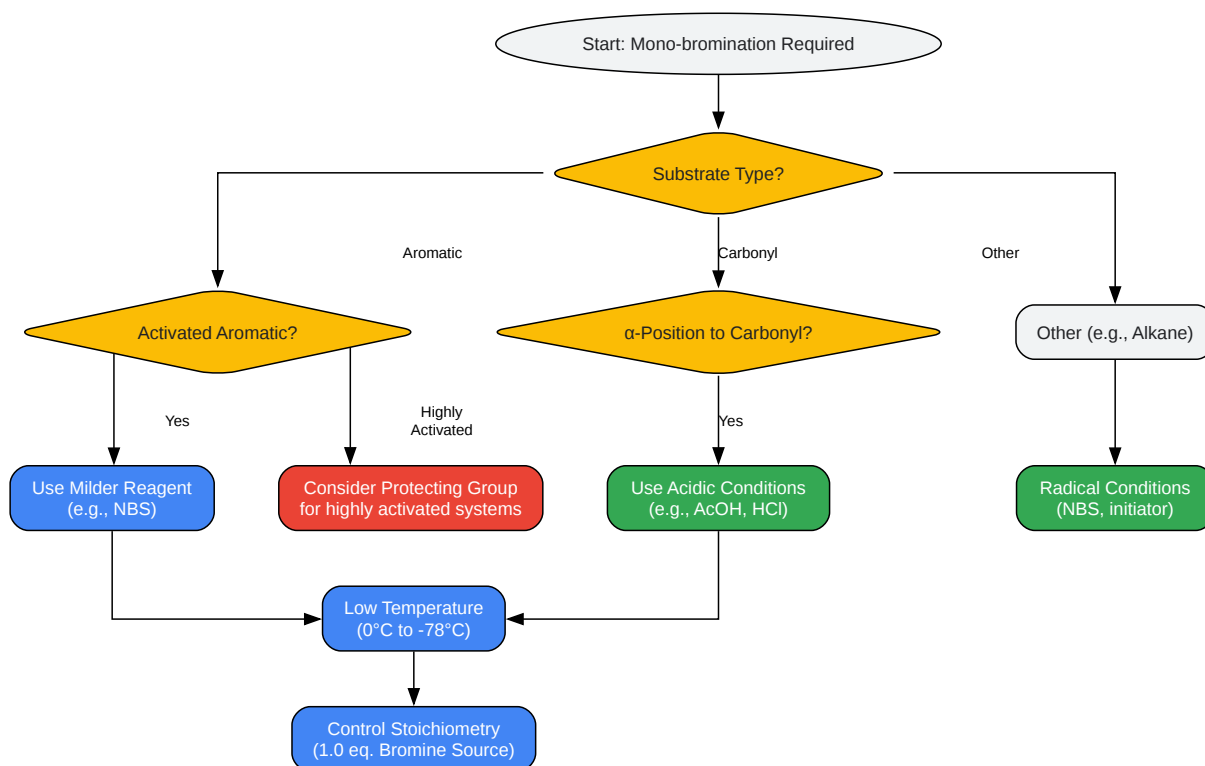 Start: Mono-bromination Required
Substrate Type?
Aromatic
Carbonyl
Other
Activated Aromatic?
α-Position to Carbonyl?
Other (e.g., Alkane)
Yes
Highly
Activated
Yes
Use Milder Reagent
(e.g., NBS)
Consider Protecting Group
for highly activated systems
Use Acidic Conditions
(e.g., AcOH, HCl)
Radical Conditions
(NBS, initiator)
Low Temperature
(0°C to -78°C)
Control Stoichiometry
(1.0 eq. Bromine Source)